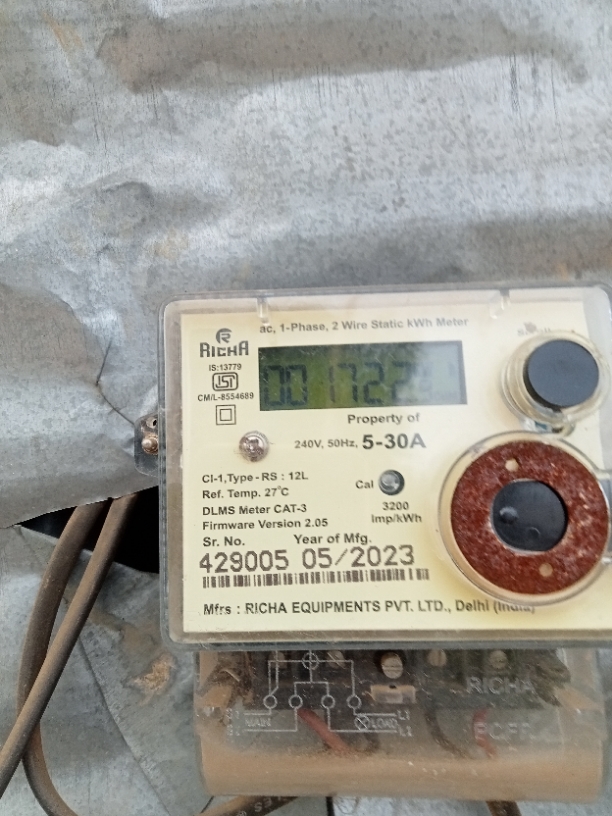 ac, 1-Phase, 2 Wire Static kWh Meter
RICHA
IS:13779
ISI
CM/L-8554689
Property of
240V, 50Hz, 5-30A
Cl-1,Type - RS : 12L
Ref. Temp. 27°C
Cal
DLMS Meter CAT-3
3200
Firmware Version 2.05
Imp/kWh
Sr. No. Year of Mfg.
429005 05/2023
Mfrs : RICHA EQUIPMENTS PVT. LTD., Delhi (India)
RICHA
MAIN
LOAD
L1
L1